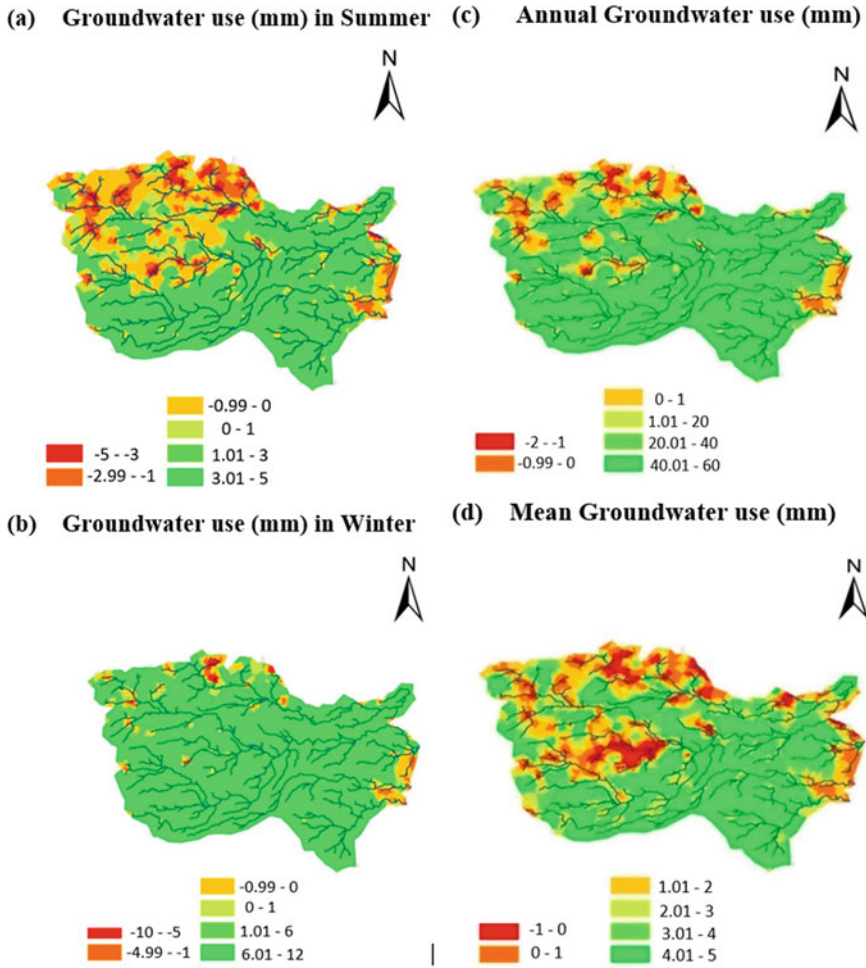 (a) Groundwater use (mm) in Summer
N
-0.99 - 0
0 - 1
-5 - -3
1.01 - 3
-2.99 - -1
3.01 - 5
(b) Groundwater use (mm) in Winter
N
-0.99 - 0
0 - 1
-10 - -5
1.01 - 6
-4.99 - -1
6.01 - 12
(c) Annual Groundwater use (mm)
N
0 - 1
1.01 - 20
-2 - -1
20.01 - 40
-0.99 - 0
40.01 - 60
(d) Mean Groundwater use (mm)
N
1.01 - 2
2.01 - 3
-1 - 0
3.01 - 4
0 - 1
4.01 - 5